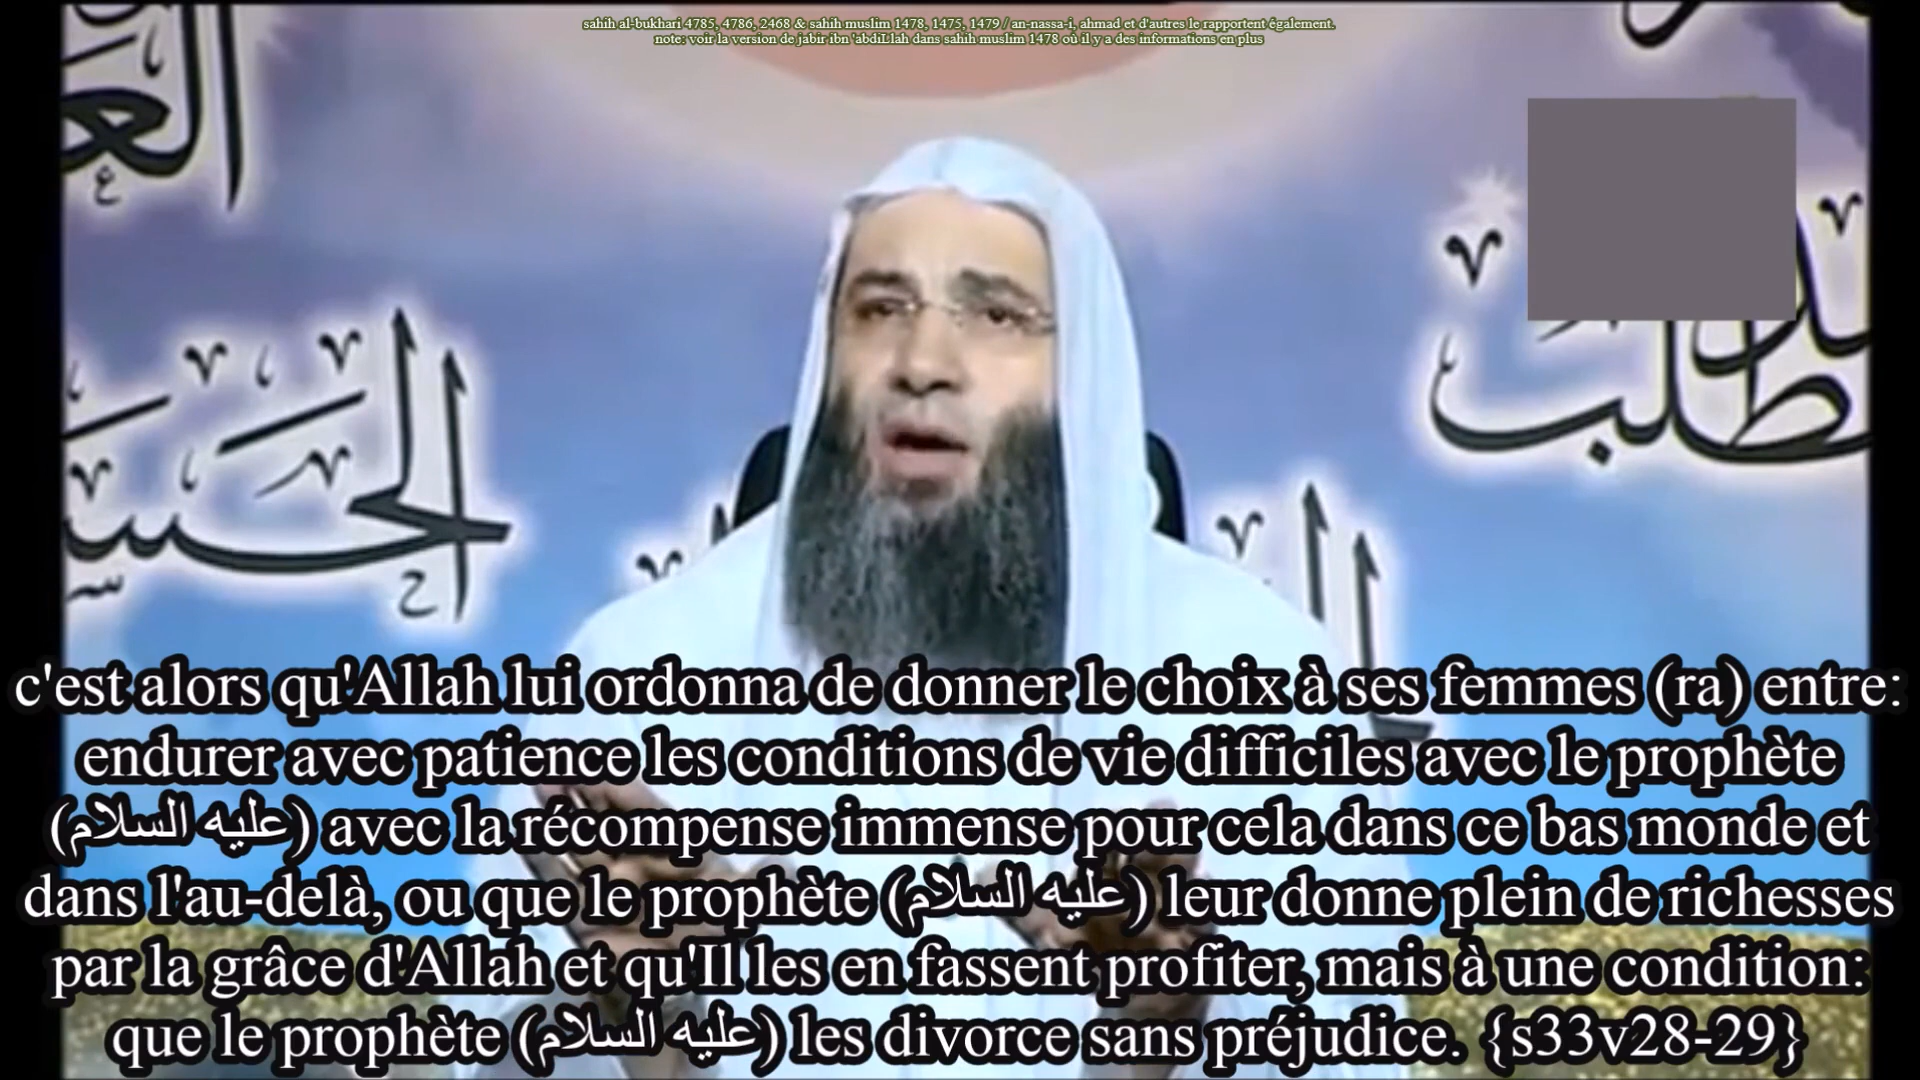 sahih al-bukhari 4785, 4786, 2468 & sahih muslim 1478, 1475, 1479 / an-nassa-i, ahmad et d'autres le rapportent également.
note: voir la version de jabir ibn 'abdiLlah dans sahih muslim 1478 où il y a des informations en plus
الحسـ
ـطلب
c'est alors qu'Allah lui ordonna de donner le choix à ses femmes (ra) entre:
endurer avec patience les conditions de vie difficiles avec le prophète
(عليه السلام) avec la récompense immense pour cela dans ce bas monde et
dans l'au-delà, ou que le prophète (عليه السلام) leur donne plein de richesses
par la grâce d'Allah et qu'Il les en fassent profiter, mais à une condition:
que le prophète (عليه السلام) les divorce sans préjudice. {s33v28-29}